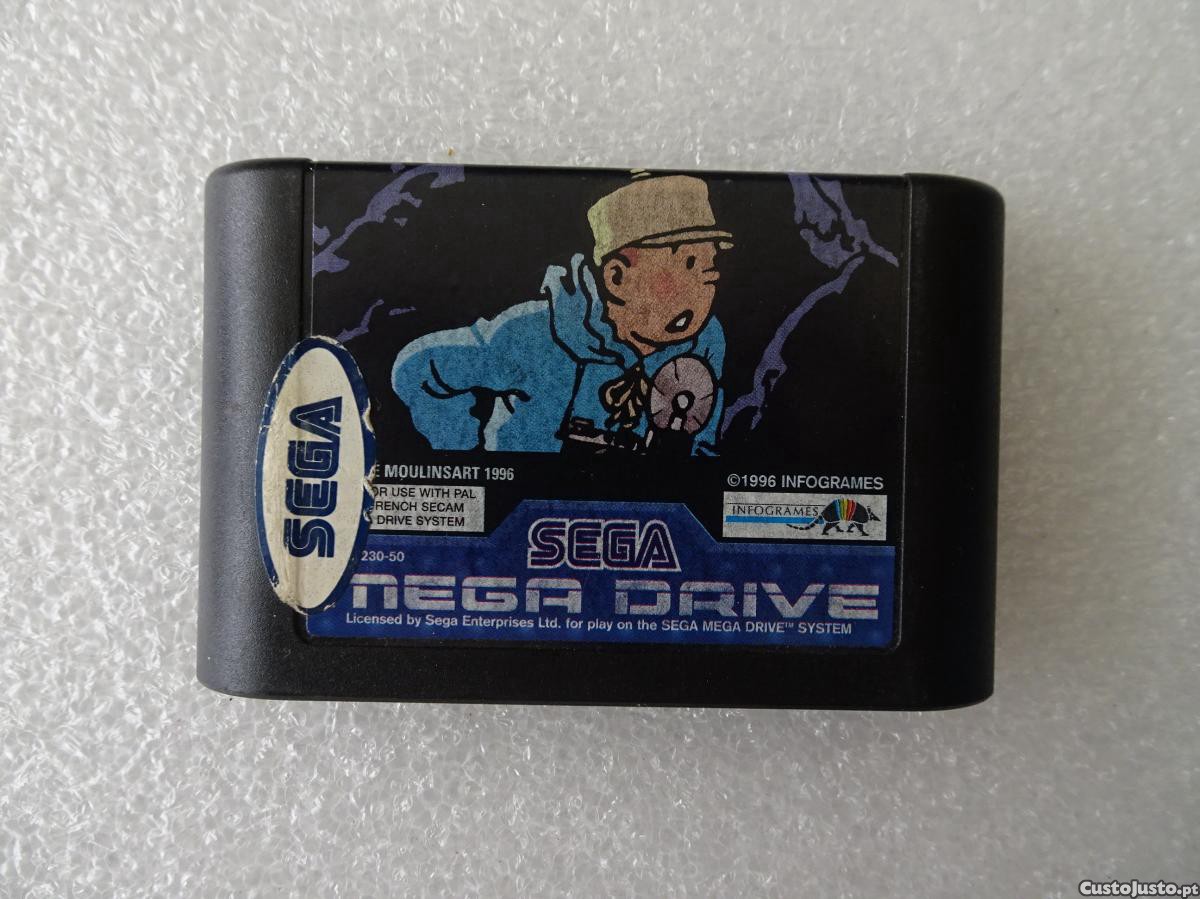 SEGA
MOULINSART 1996
OR USE WITH PAL
RENCH SECAM
DRIVE SYSTEM
©1996 INFOGRAMES
INFOGRAMES
230-50
SEGA
MEGA DRIVE
Licensed by Sega Enterprises Ltd. for play on the SEGA MEGA DRIVE™ SYSTEM
CustoJusto.pt